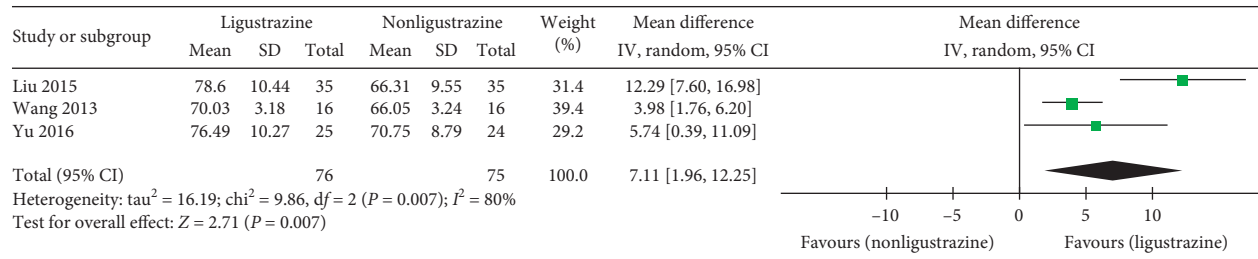 Study or subgroup Ligustrazine Nonligustrazine Weight (%) Mean difference Mean difference
Mean SD Total Mean SD Total IV, random, 95% CI IV, random, 95% CI
Liu 2015 78.6 10.44 35 66.31 9.55 35 31.4 12.29 [7.60, 16.98]
Wang 2013 70.03 3.18 16 66.05 3.24 16 39.4 3.98 [1.76, 6.20]
Yu 2016 76.49 10.27 25 70.75 8.79 24 29.2 5.74 [0.39, 11.09]
Total (95% CI) 76 75 100.0 7.11 [1.96, 12.25]
Heterogeneity: tau² = 16.19; chi² = 9.86, df = 2 (P = 0.007); I² = 80%
Test for overall effect: Z = 2.71 (P = 0.007)
−10 −5 0 5 10
Favours (nonligustrazine) Favours (ligustrazine)